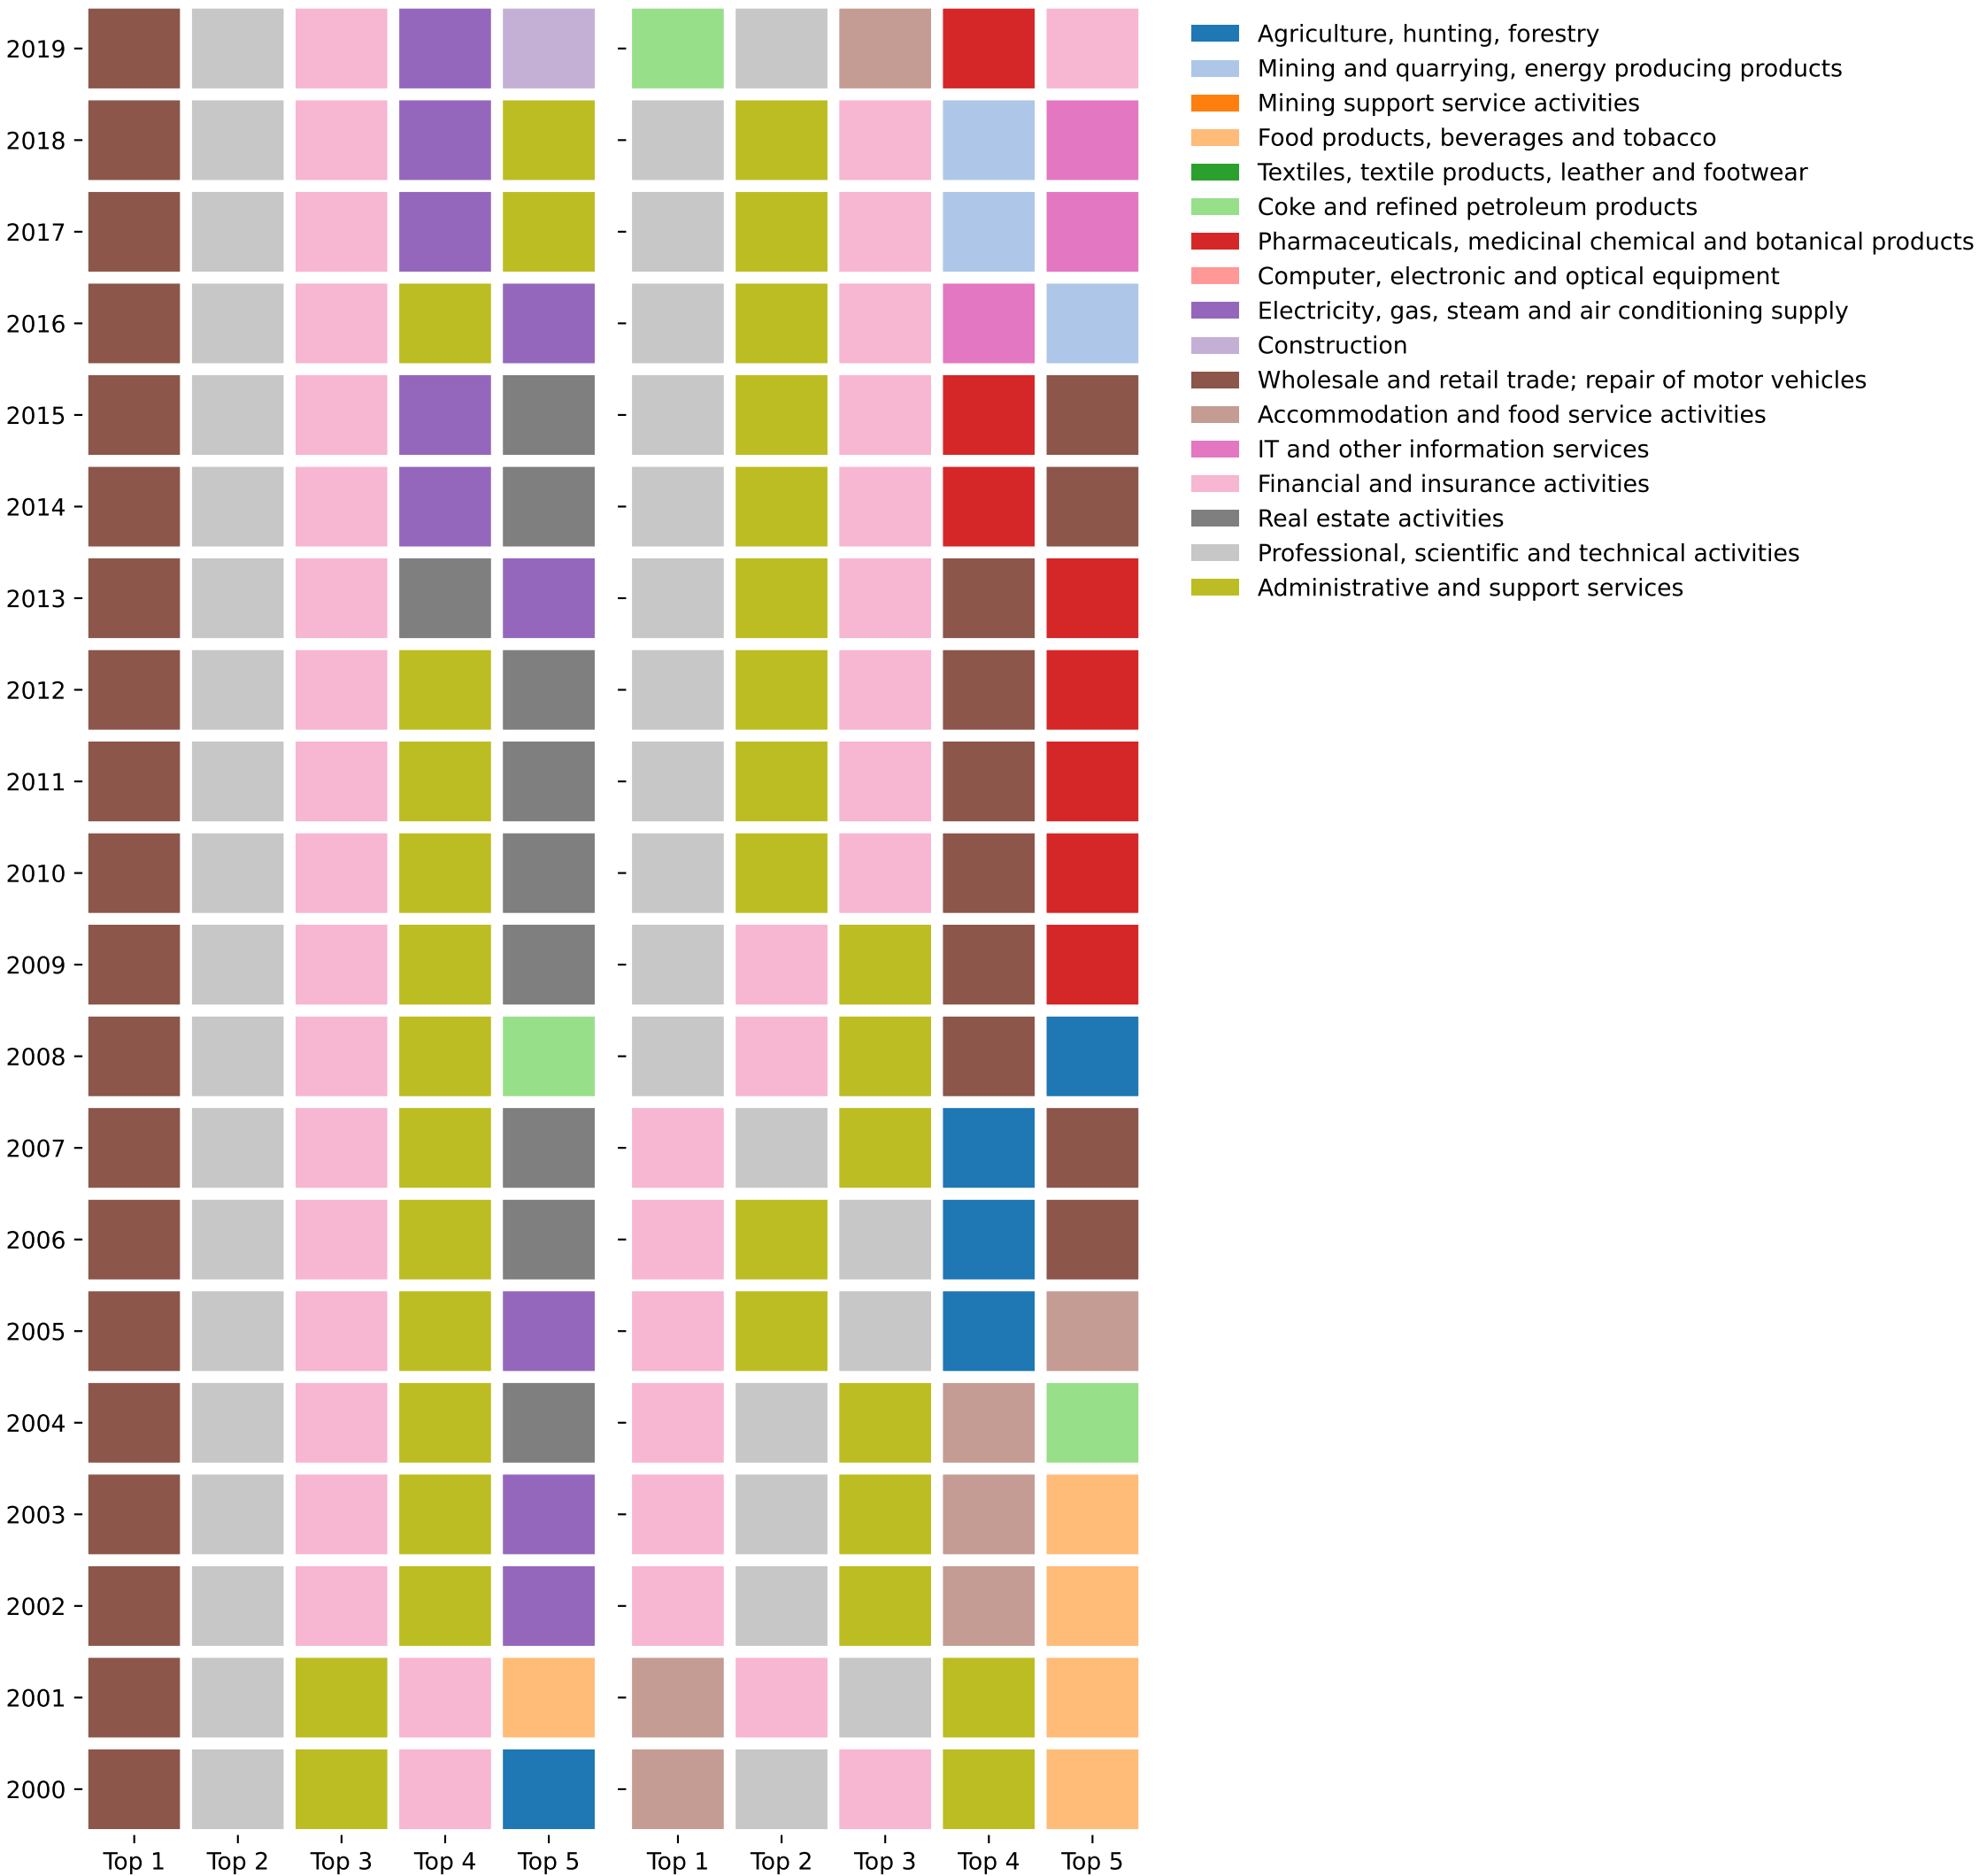 2019
2018
2017
2016
2015
2014
2013
2012
2011
2010
2009
2008
2007
2006
2005
2004
2003
2002
2001
2000
Top 1 Top 2 Top 3 Top 4 Top 5
Top 1 Top 2 Top 3 Top 4 Top 5
Agriculture, hunting, forestry
Mining and quarrying, energy producing products
Mining support service activities
Food products, beverages and tobacco
Textiles, textile products, leather and footwear
Coke and refined petroleum products
Pharmaceuticals, medicinal chemical and botanical products
Computer, electronic and optical equipment
Electricity, gas, steam and air conditioning supply
Construction
Wholesale and retail trade; repair of motor vehicles
Accommodation and food service activities
IT and other information services
Financial and insurance activities
Real estate activities
Professional, scientific and technical activities
Administrative and support services